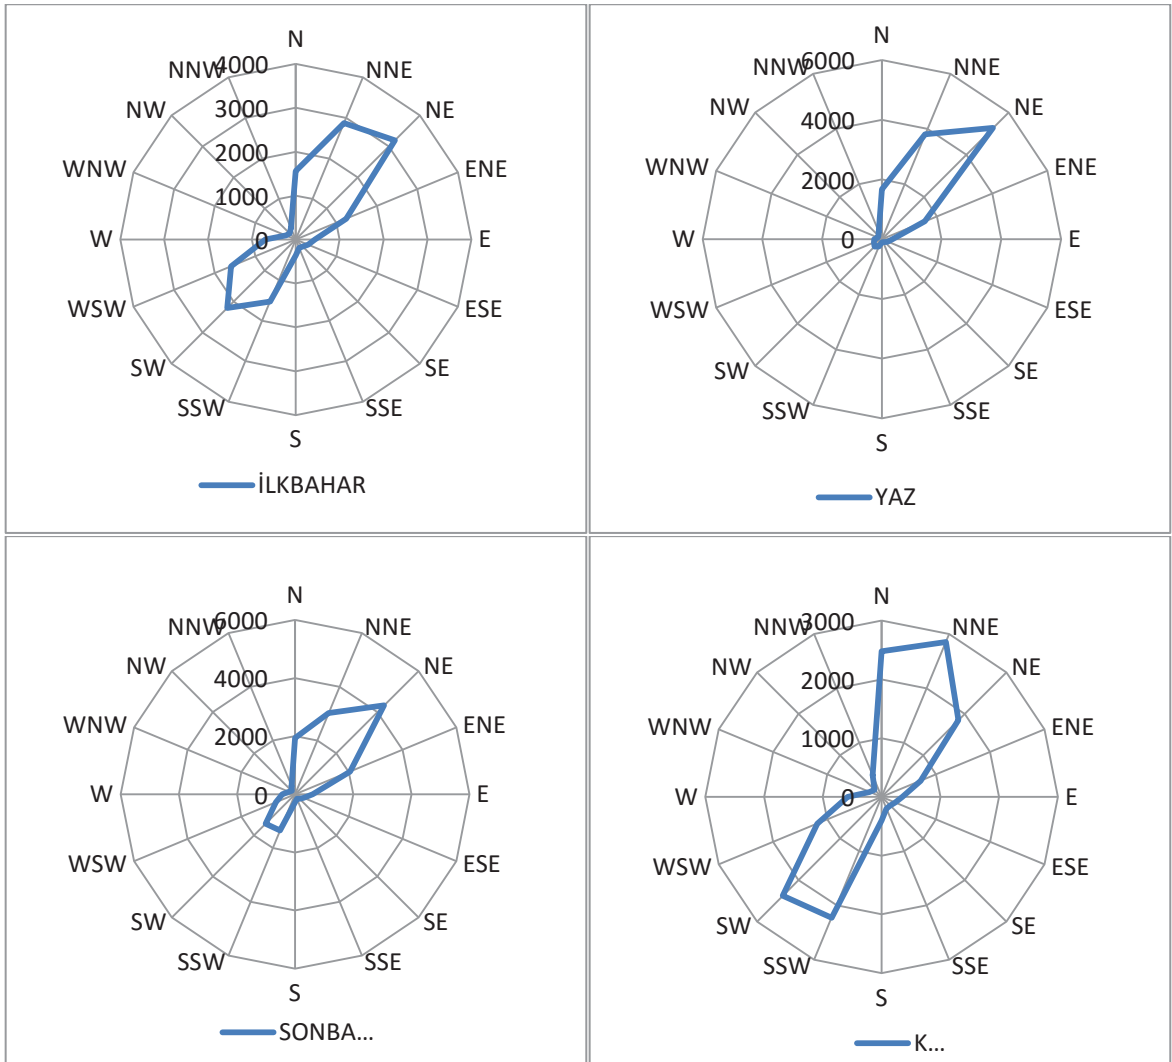 N
NNE
NE
ENE
E
ESE
SE
SSE
S
SSW
SW
WSW
W
WNW
NW
NNW
4000
3000
2000
1000
0
İLKBAHAR
N
NNE
NE
ENE
E
ESE
SE
SSE
S
SSW
SW
WSW
W
WNW
NW
NNW
6000
4000
2000
0
YAZ
N
NNE
NE
ENE
E
ESE
SE
SSE
S
SSW
SW
WSW
W
WNW
NW
NNW
6000
4000
2000
0
SONBA...
N
NNE
NE
ENE
E
ESE
SE
SSE
S
SSW
SW
WSW
W
WNW
NW
NNW
3000
2000
1000
0
K...